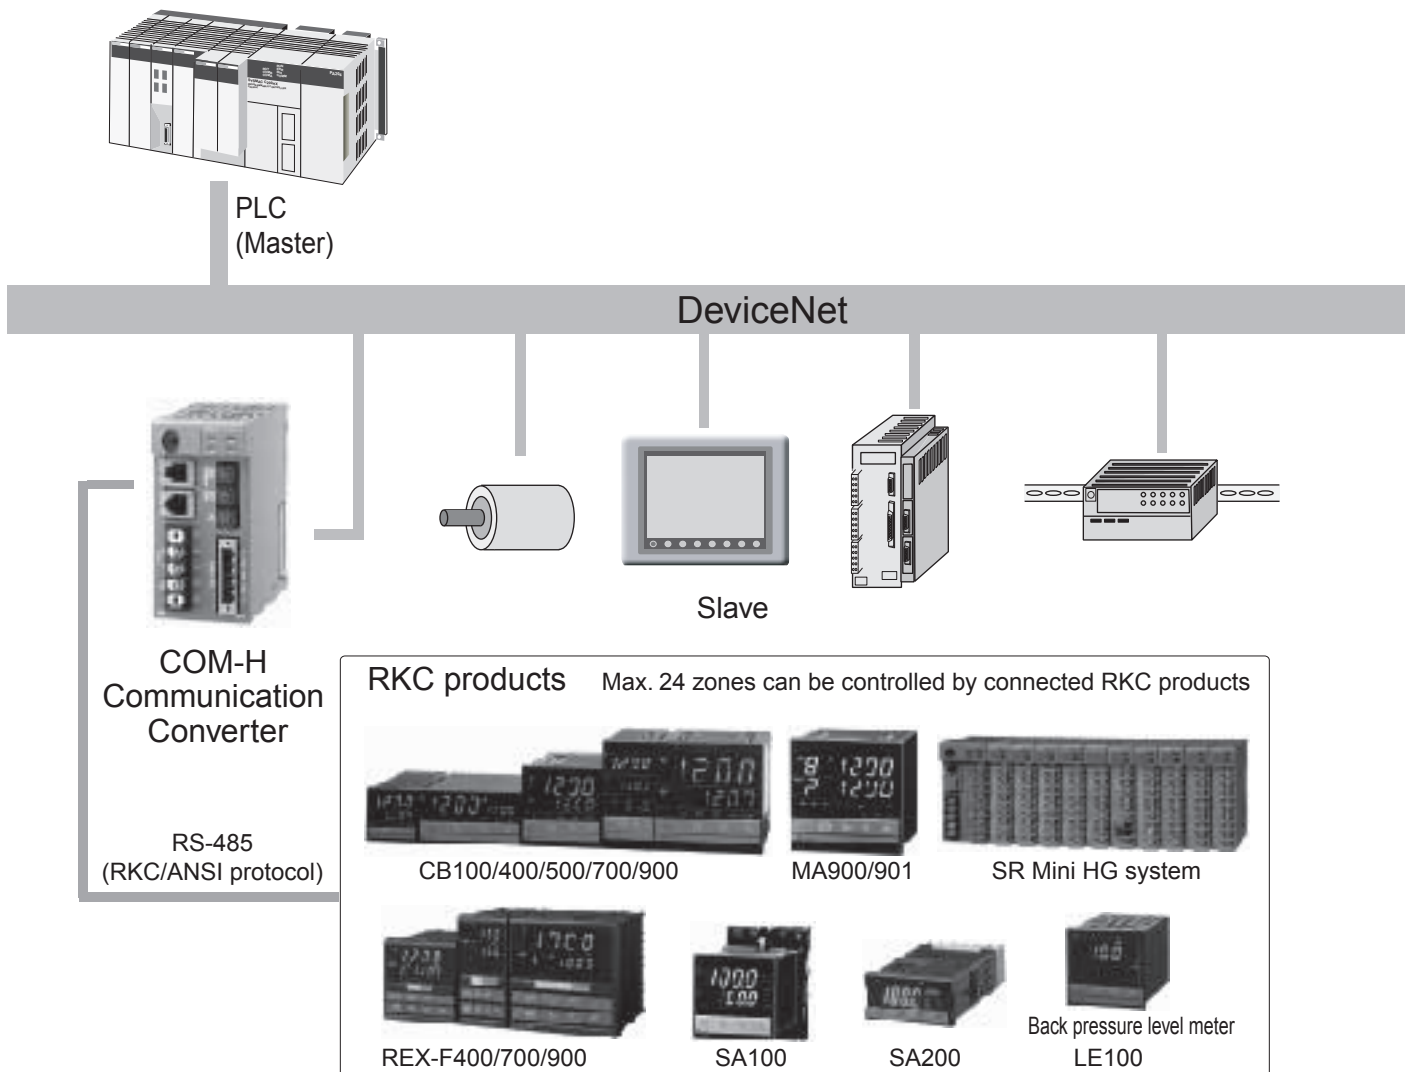 PLC
(Master)
DeviceNet
Slave
COM-H
Communication
Converter
RS-485
(RKC/ANSI protocol)
RKC products
Max. 24 zones can be controlled by connected RKC products
CB100/400/500/700/900
MA900/901
SR Mini HG system
REX-F400/700/900
SA100
SA200
Back pressure level meter
LE100